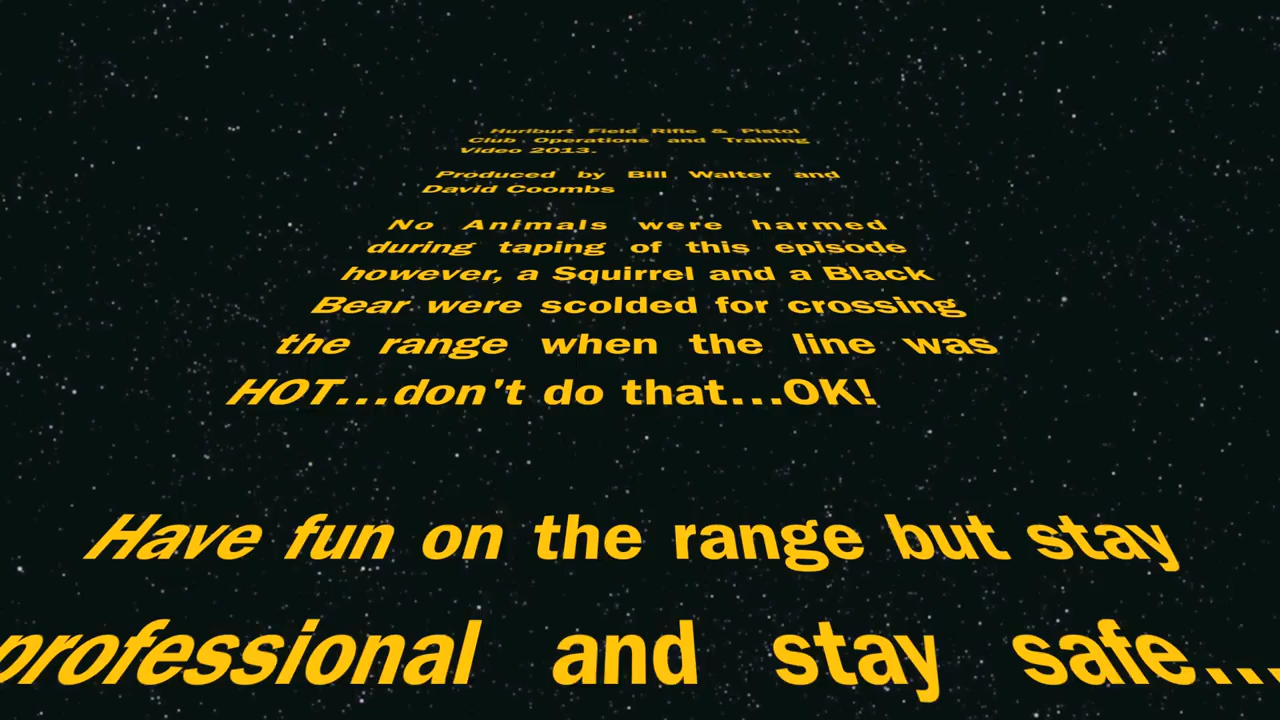 Hurlburt Field Rifle & Pistol
Club Operations and Training
Video 2013.
Produced by Bill Walter and
David Coombs
No Animals were harmed
during taping of this episode
however, a Squirrel and a Black
Bear were scolded for crossing
the range when the line was
HOT...don't do that...OK!
Have fun on the range but stay
professional and stay safe...